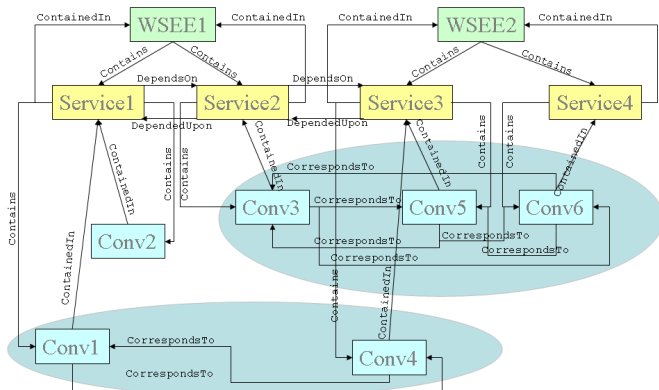 ContainedIn WSEE1 ContainedIn ContainedIn WSEE2 ContainedIn
Contains Contains Contains Contains
DependsOn DependsOn
Service1 Service2 Service3 Service4
DependedUpon DependedUpon
Contains Contains Contains Contains
ContainedIn ContainedIn ContainedIn ContainedIn
CorrespondsTo
Conv3 CorrespondsTo Conv5 Conv6
Contains
Conv2
CorrespondsTo CorrespondsTo
CorrespondsTo CorrespondsTo
ContainedIn Contains ContainedIn
Conv1 CorrespondsTo Conv4
CorrespondsTo